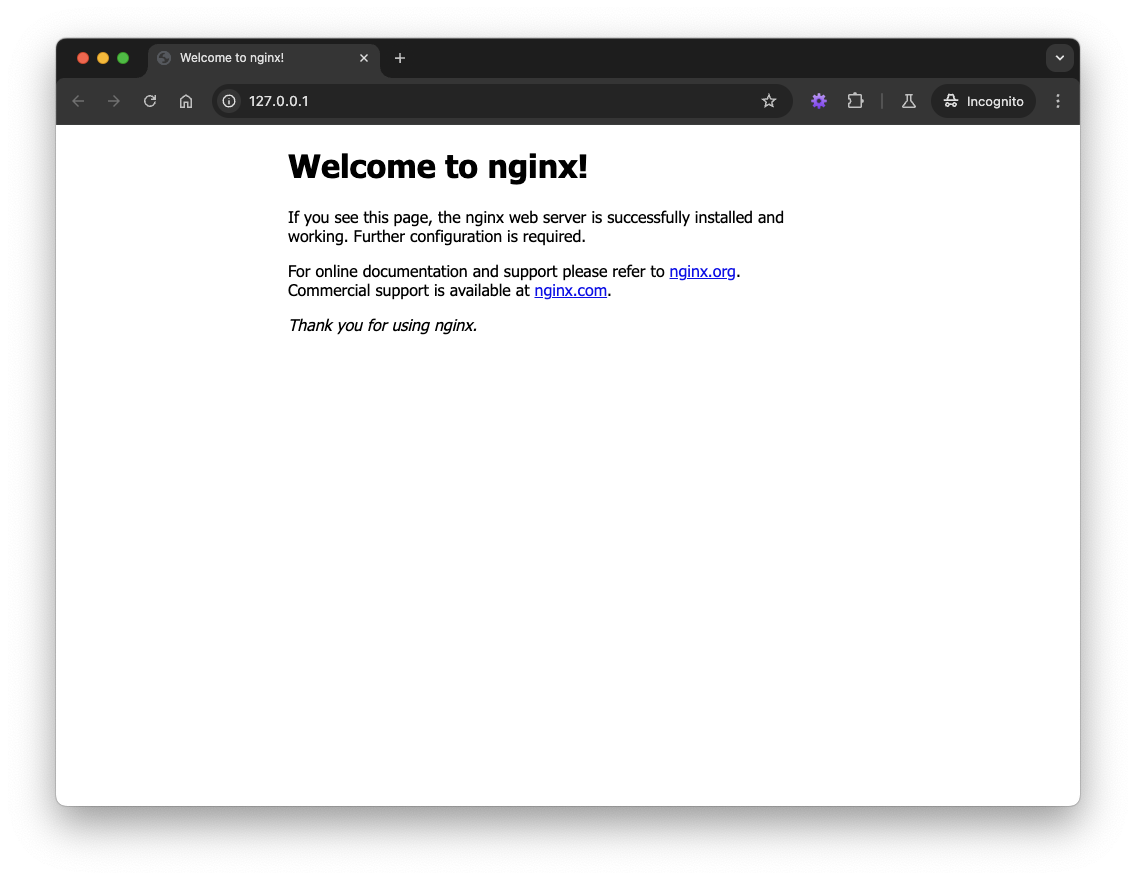 Welcome to nginx!
127.0.0.1
Incognito
Welcome to nginx!
If you see this page, the nginx web server is successfully installed and
working. Further configuration is required.
For online documentation and support please refer to nginx.org.
Commercial support is available at nginx.com.
Thank you for using nginx.